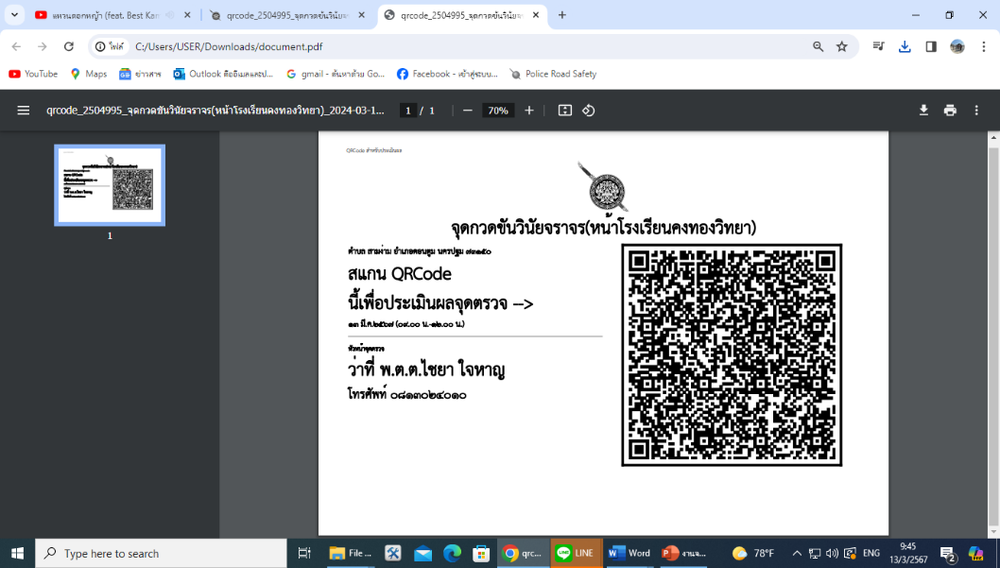 qrcode_2504995_จุดกวดขันวินัยจ
qrcode_2504995_จุดกวดขันวินัยจ
ไฟล์ C:/Users/USER/Downloads/document.pdf
YouTube Maps ข่าวสาร Outlook คืออีเมลและป... gmail - ค้นหาด้วย Go... Facebook - เข้าสู่ระบบ... Police Road Safety
qrcode_2504995_จุดกวดขันวินัยจราจร(หน้าโรงเรียนคงทองวิทยา)_2024-03-1... 1 / 1 70%
QRCode สำหรับประเมินผล
จุดกวดขันวินัยจราจร(หน้าโรงเรียนคงทองวิทยา)
ตำบล สามง่าม อำเภอดอนตูม นครปฐม ๗๓๑๕๐
สแกน QRCode
นี้เพื่อประเมินผลจุดตรวจ -->
๑๓ มี.ค.๒๕๖๗ (๐๙.๐๐ น.-๑๒.๐๐ น.)
หัวหน้าจุดตรวจ
ว่าที่ พ.ต.ต.ไชยา ใจหาญ
โทรศัพท์ ๐๘๑๓๐๒๔๐๑๐
1
Type here to search File ... qrc... LINE Word งานจ... 78°F ENG 9:45
13/3/2567
2